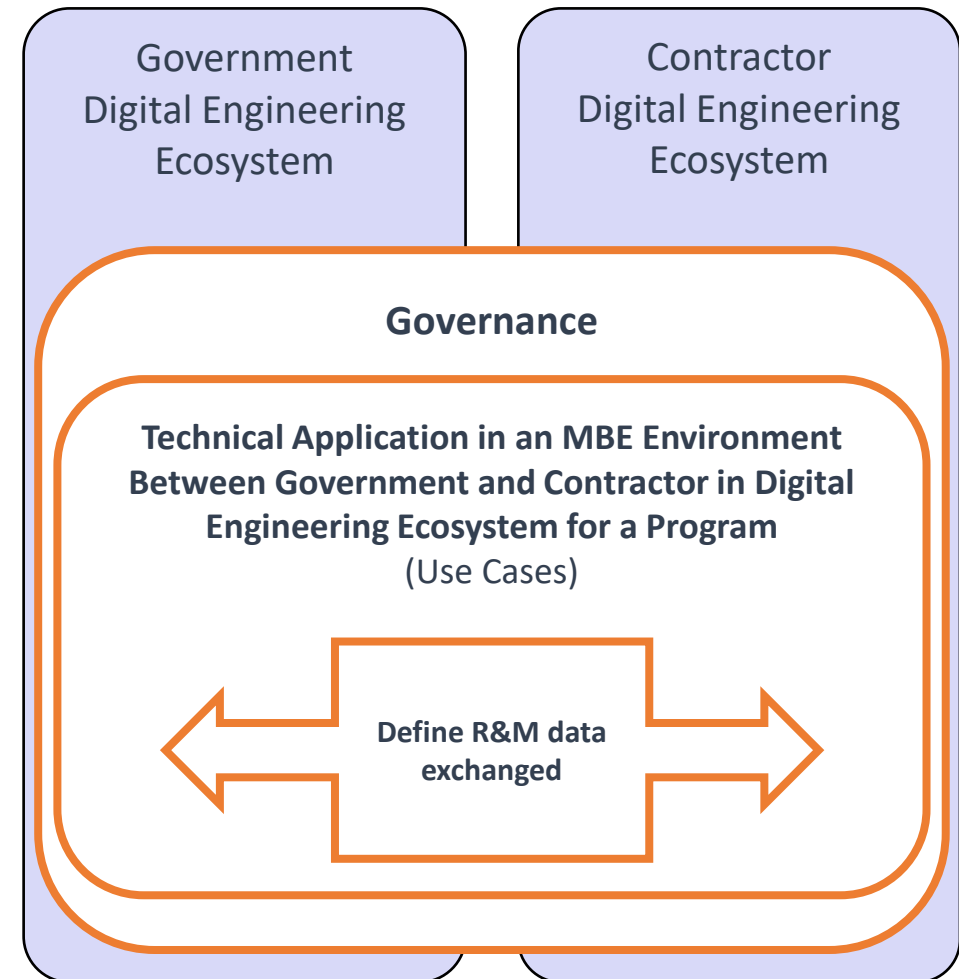 Government
Digital Engineering
Ecosystem
Contractor
Digital Engineering
Ecosystem
Governance
Technical Application in an MBE Environment
Between Government and Contractor in Digital
Engineering Ecosystem for a Program
(Use Cases)
Define R&M data
exchanged